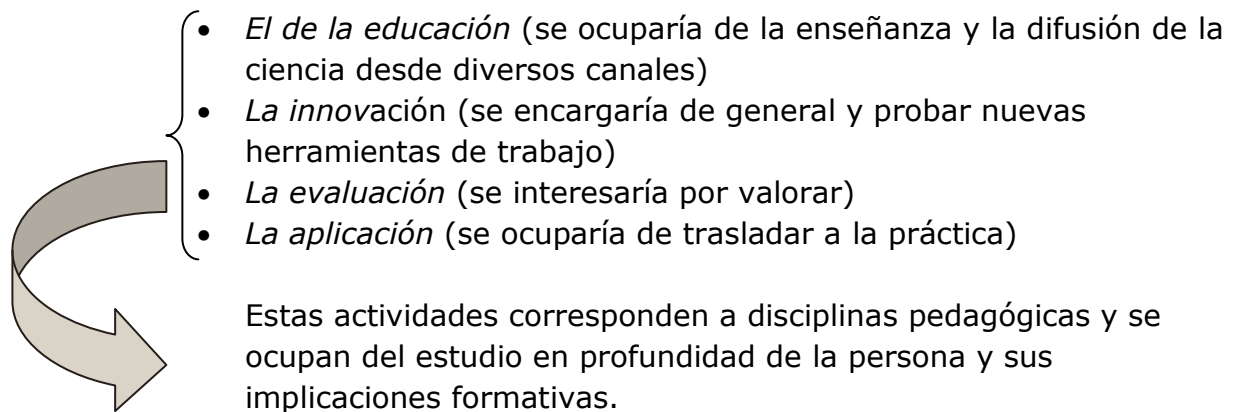 • El de la educación (se ocuparía de la enseñanza y la difusión de la
ciencia desde diversos canales)
• La innovación (se encargaría de general y probar nuevas
herramientas de trabajo)
• La evaluación (se interesaría por valorar)
• La aplicación (se ocuparía de trasladar a la práctica)
Estas actividades corresponden a disciplinas pedagógicas y se
ocupan del estudio en profundidad de la persona y sus
implicaciones formativas.